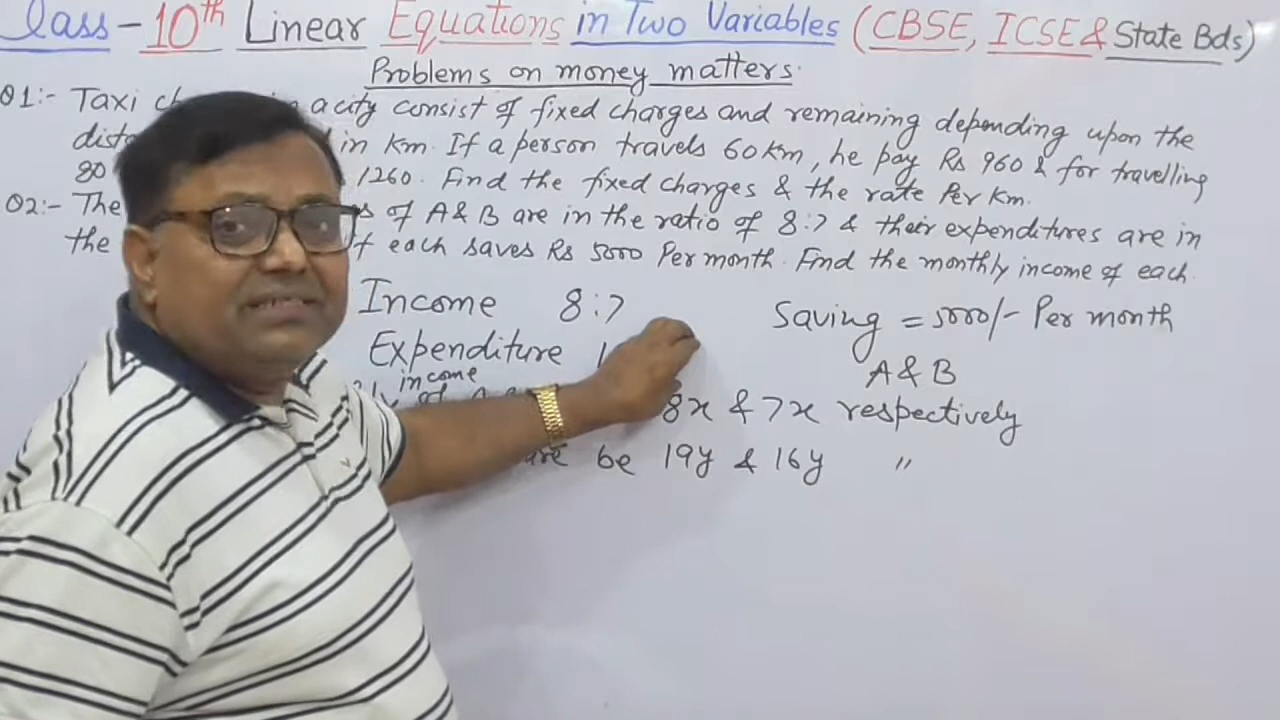 Class - 10th Linear Equations in Two Variables (CBSE, ICSE & State Bds)
Problems on money matters.
Q1:- Taxi a city consist of fixed charges and remaining depending upon the
in Km. If a person travels 60 Km, he pay Rs 960 & for travelling
80 1260. Find the fixed charges & the rate Per Km.
Q2:- The of A & B are in the ratio of 8:7 & their expenditures are in
the each saves Rs 5000 Per month. Find the monthly income of each.
Income 8:7
Saving = 5000/- Per month
Expenditure
A & B
income
8x & 7x respectively
be 19y & 16y "